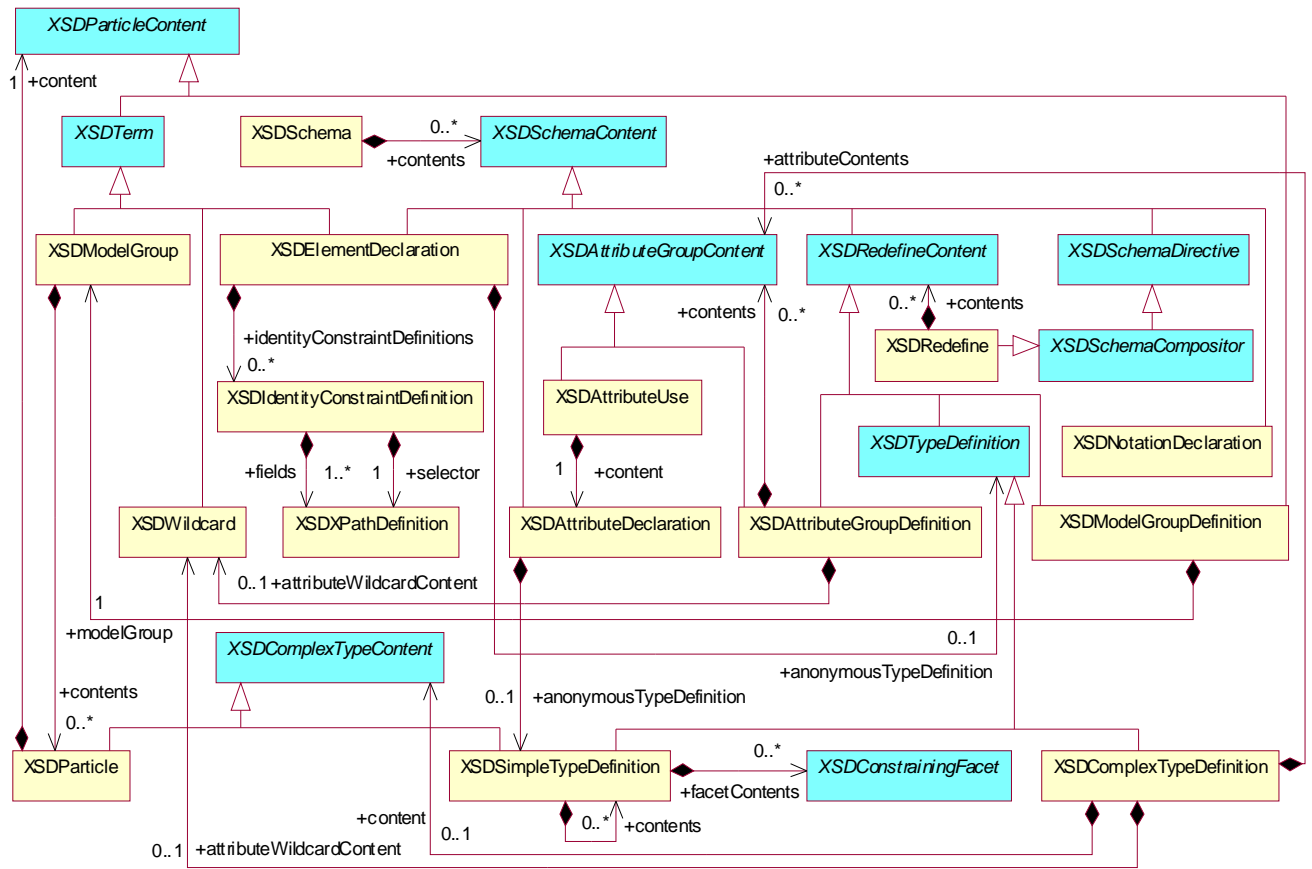 XSDParticleContent
1 +content
XSDTerm
XSDSchema
0..*
+contents
XSDSchemaContent
+attributeContents
0..*
XSDModelGroup
XSDElementDeclaration
XSDAttributeGroupContent
XSDRedefineContent
XSDSchemaDirective
+contents
0..*
0..*
+contents
+identityConstraintDefinitions
0..*
XSDRedefine
XSDSchemaCompositor
XSDIdentityConstraintDefinition
XSDAttributeUse
XSDTypeDefinition
XSDNotationDeclaration
+fields
1..*
1
+selector
1
+content
XSDWildcard
XSDXPathDefinition
XSDAttributeDeclaration
XSDAttributeGroupDefinition
XSDModelGroupDefinition
0..1 +attributeWildcardContent
1
+modelGroup
XSDComplexTypeContent
0..1
+anonymousTypeDefinition
+contents
0..*
0..1
+anonymousTypeDefinition
XSDParticle
XSDSimpleTypeDefinition
0..*
+facetContents
XSDConstrainingFacet
XSDComplexTypeDefinition
+content
0..1
0..*
+contents
0..1 +attributeWildcardContent